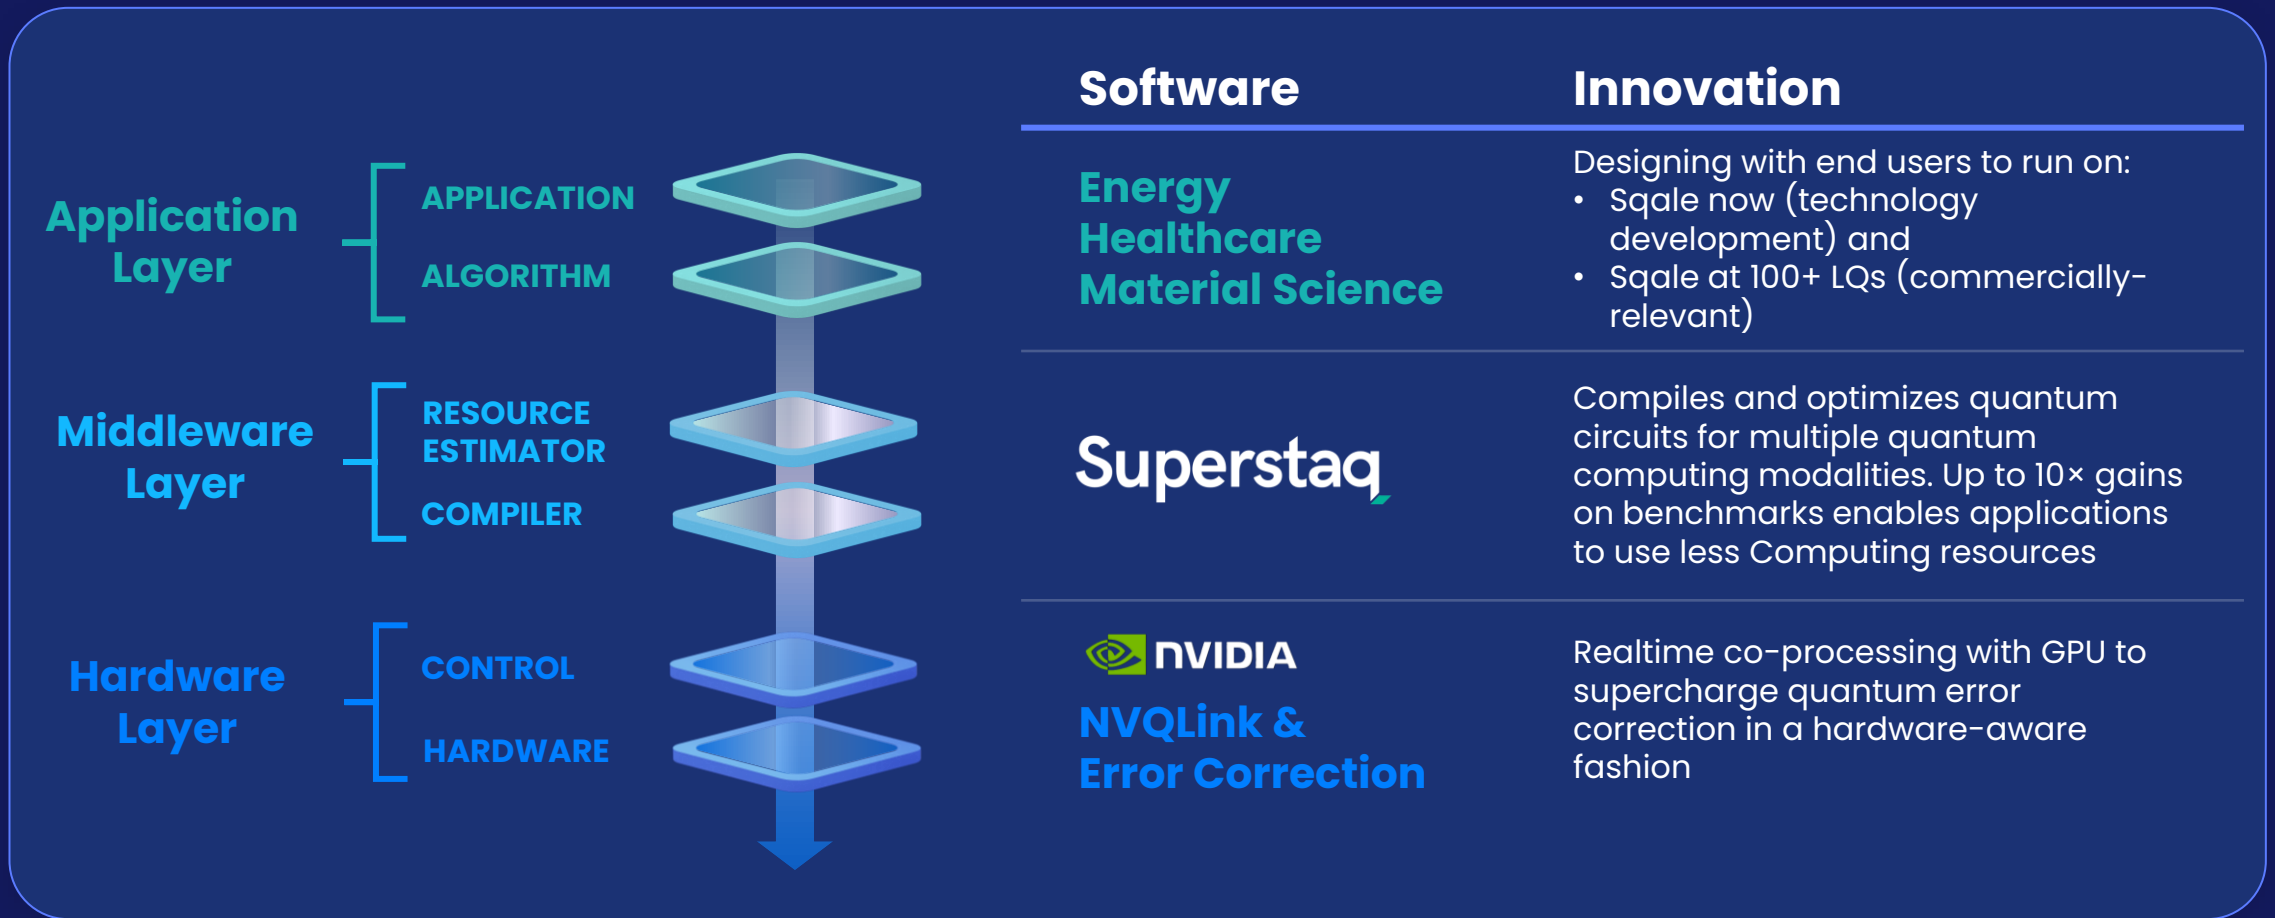 Software
Innovation
Application
Layer
APPLICATION
ALGORITHM
Energy
Healthcare
Material Science
Designing with end users to run on:
• Sqale now (technology
development) and
• Sqale at 100+ LQs (commercially-
relevant)
Middleware
Layer
RESOURCE
ESTIMATOR
COMPILER
Superstaq
Compiles and optimizes quantum
circuits for multiple quantum
computing modalities. Up to 10× gains
on benchmarks enables applications
to use less Computing resources
Hardware
Layer
CONTROL
HARDWARE
NVIDIA
NVQLink &
Error Correction
Realtime co-processing with GPU to
supercharge quantum error
correction in a hardware-aware
fashion